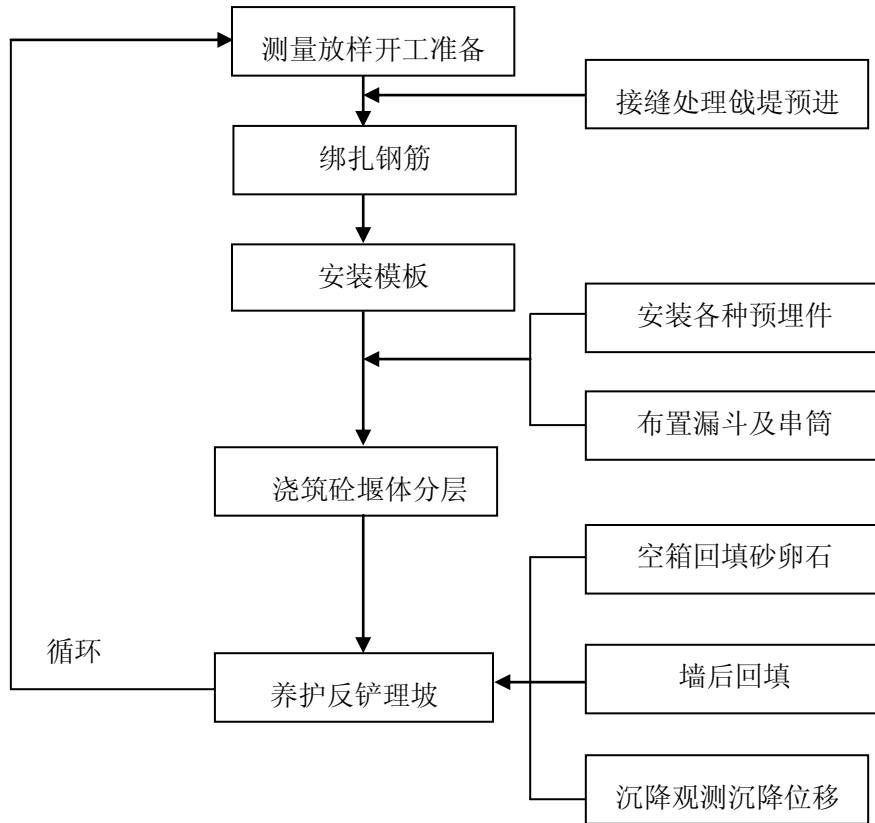 测量放样开工准备
接缝处理戗堤预进
绑扎钢筋
安装模板
安装各种预埋件
布置漏斗及串筒
浇筑砼堰体分层
空箱回填砂卵石
循环
墙后回填
养护反铲理坡
沉降观测沉降位移